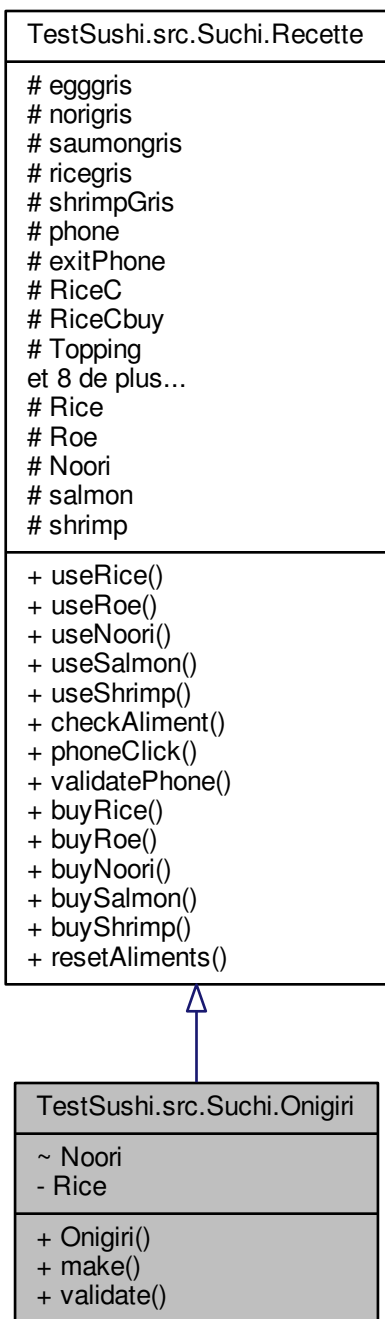 TestSushi.src.Suchi.Recette
# egggris
# norigris
# saumongris
# ricegris
# shrimpGris
# phone
# exitPhone
# RiceC
# RiceCbuy
# Topping
et 8 de plus...
# Rice
# Roe
# Noori
# salmon
# shrimp
+ useRice()
+ useRoe()
+ useNoori()
+ useSalmon()
+ useShrimp()
+ checkAliment()
+ phoneClick()
+ validatePhone()
+ buyRice()
+ buyRoe()
+ buyNoori()
+ buySalmon()
+ buyShrimp()
+ resetAliments()
TestSushi.src.Suchi.Onigiri
~ Noori
- Rice
+ Onigiri()
+ make()
+ validate()